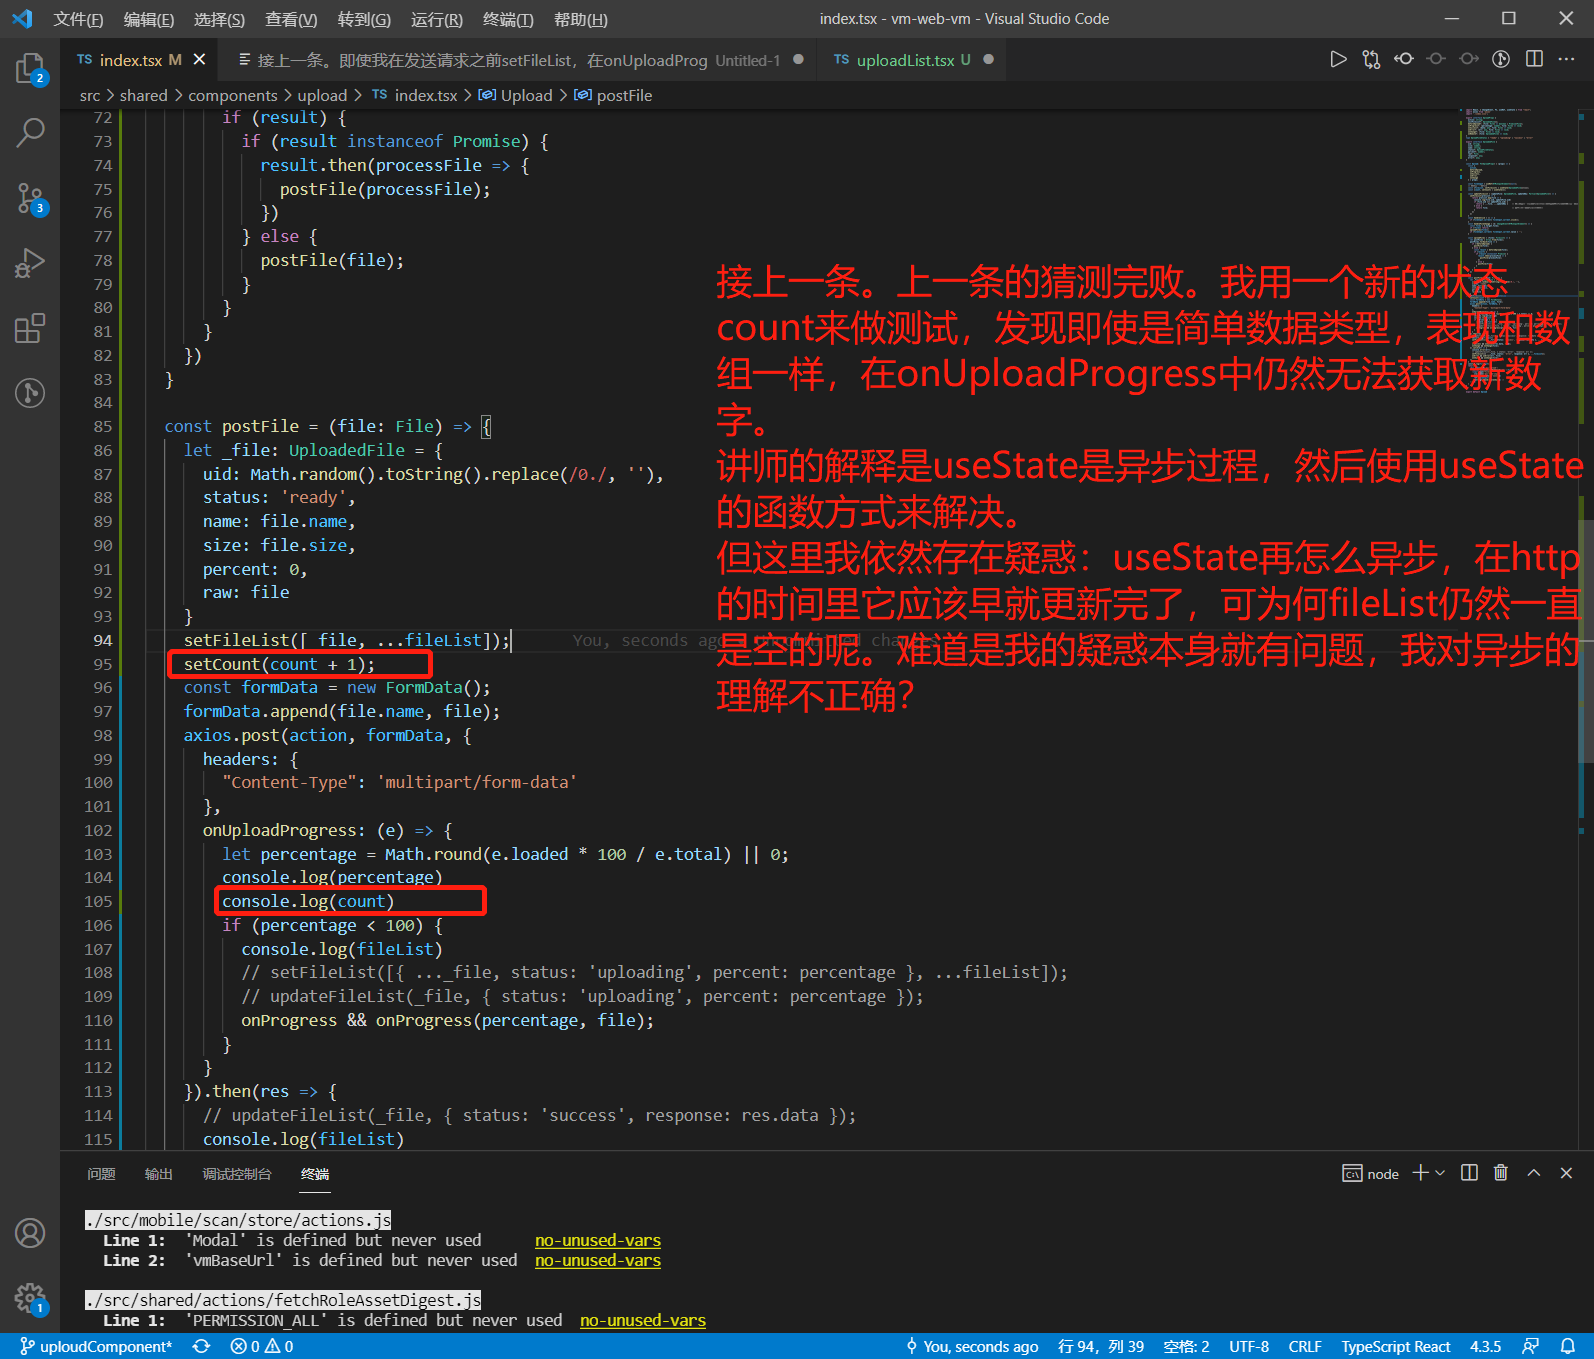 文件(F) 编辑(E) 选择(S) 查看(V) 转到(G) 运行(R) 终端(T) 帮助(H) index.tsx - vm-web-vm - Visual Studio Code
TS index.tsx M 接上一条。即使我在发送请求之前setFileList，在onUploadProg Untitled-1 TS uploadList.tsx U
src > shared > components > upload > TS index.tsx > Upload > postFile
72 if (result) {
73 if (result instanceof Promise) {
74 result.then(processFile => {
75 postFile(processFile);
76 })
77 } else {
78 postFile(file);
79 }
80 }
81 }
82 })
83 }
84
85 const postFile = (file: File) => {
86 let _file: UploadedFile = {
87 uid: Math.random().toString().replace(/0./, ''),
88 status: 'ready',
89 name: file.name,
90 size: file.size,
91 percent: 0,
92 raw: file
93 }
94 setFileList([_file, ...fileList]); You, seconds ago
95 setCount(count + 1);
96 const formData = new FormData();
97 formData.append(file.name, file);
98 axios.post(action, formData, {
99 headers: {
100 "Content-Type": 'multipart/form-data'
101 },
102 onUploadProgress: (e) => {
103 let percentage = Math.round(e.loaded * 100 / e.total) || 0;
104 console.log(percentage)
105 console.log(count)
106 if (percentage < 100) {
107 console.log(fileList)
108 // setFileList([{ ..._file, status: 'uploading', percent: percentage }, ...fileList]);
109 // updateFileList(_file, { status: 'uploading', percent: percentage });
110 onProgress && onProgress(percentage, file);
111 }
112 }
113 }).then(res => {
114 // updateFileList(_file, { status: 'success', response: res.data });
115 console.log(fileList)
接上一条。上一条的猜测完败。我用一个新的状态
count来做测试，发现即使是简单数据类型，表现和数
组一样，在onUploadProgress中仍然无法获取新数
字。
讲师的解释是useState是异步过程，然后使用useState
的函数方式来解决。
但这里我依然存在疑惑：useState再怎么异步，在http
的时间里它应该早就更新完了，可为何fileList仍然一直
是空的呢。难道是我的疑惑本身就有问题，我对异步的
理解不正确？
问题 输出 调试控制台 终端 node
./src/mobile/scan/store/actions.js
Line 1: 'Modal' is defined but never used no-unused-vars
Line 2: 'vmBaseUrl' is defined but never used no-unused-vars
./src/shared/actions/fetchRoleAssetDigest.js
Line 1: 'PERMISSION_ALL' is defined but never used no-unused-vars
2
3
1
uploudComponent* 0 0 You, seconds ago 行 94，列 39 空格: 2 UTF-8 CRLF TypeScript React 4.3.5